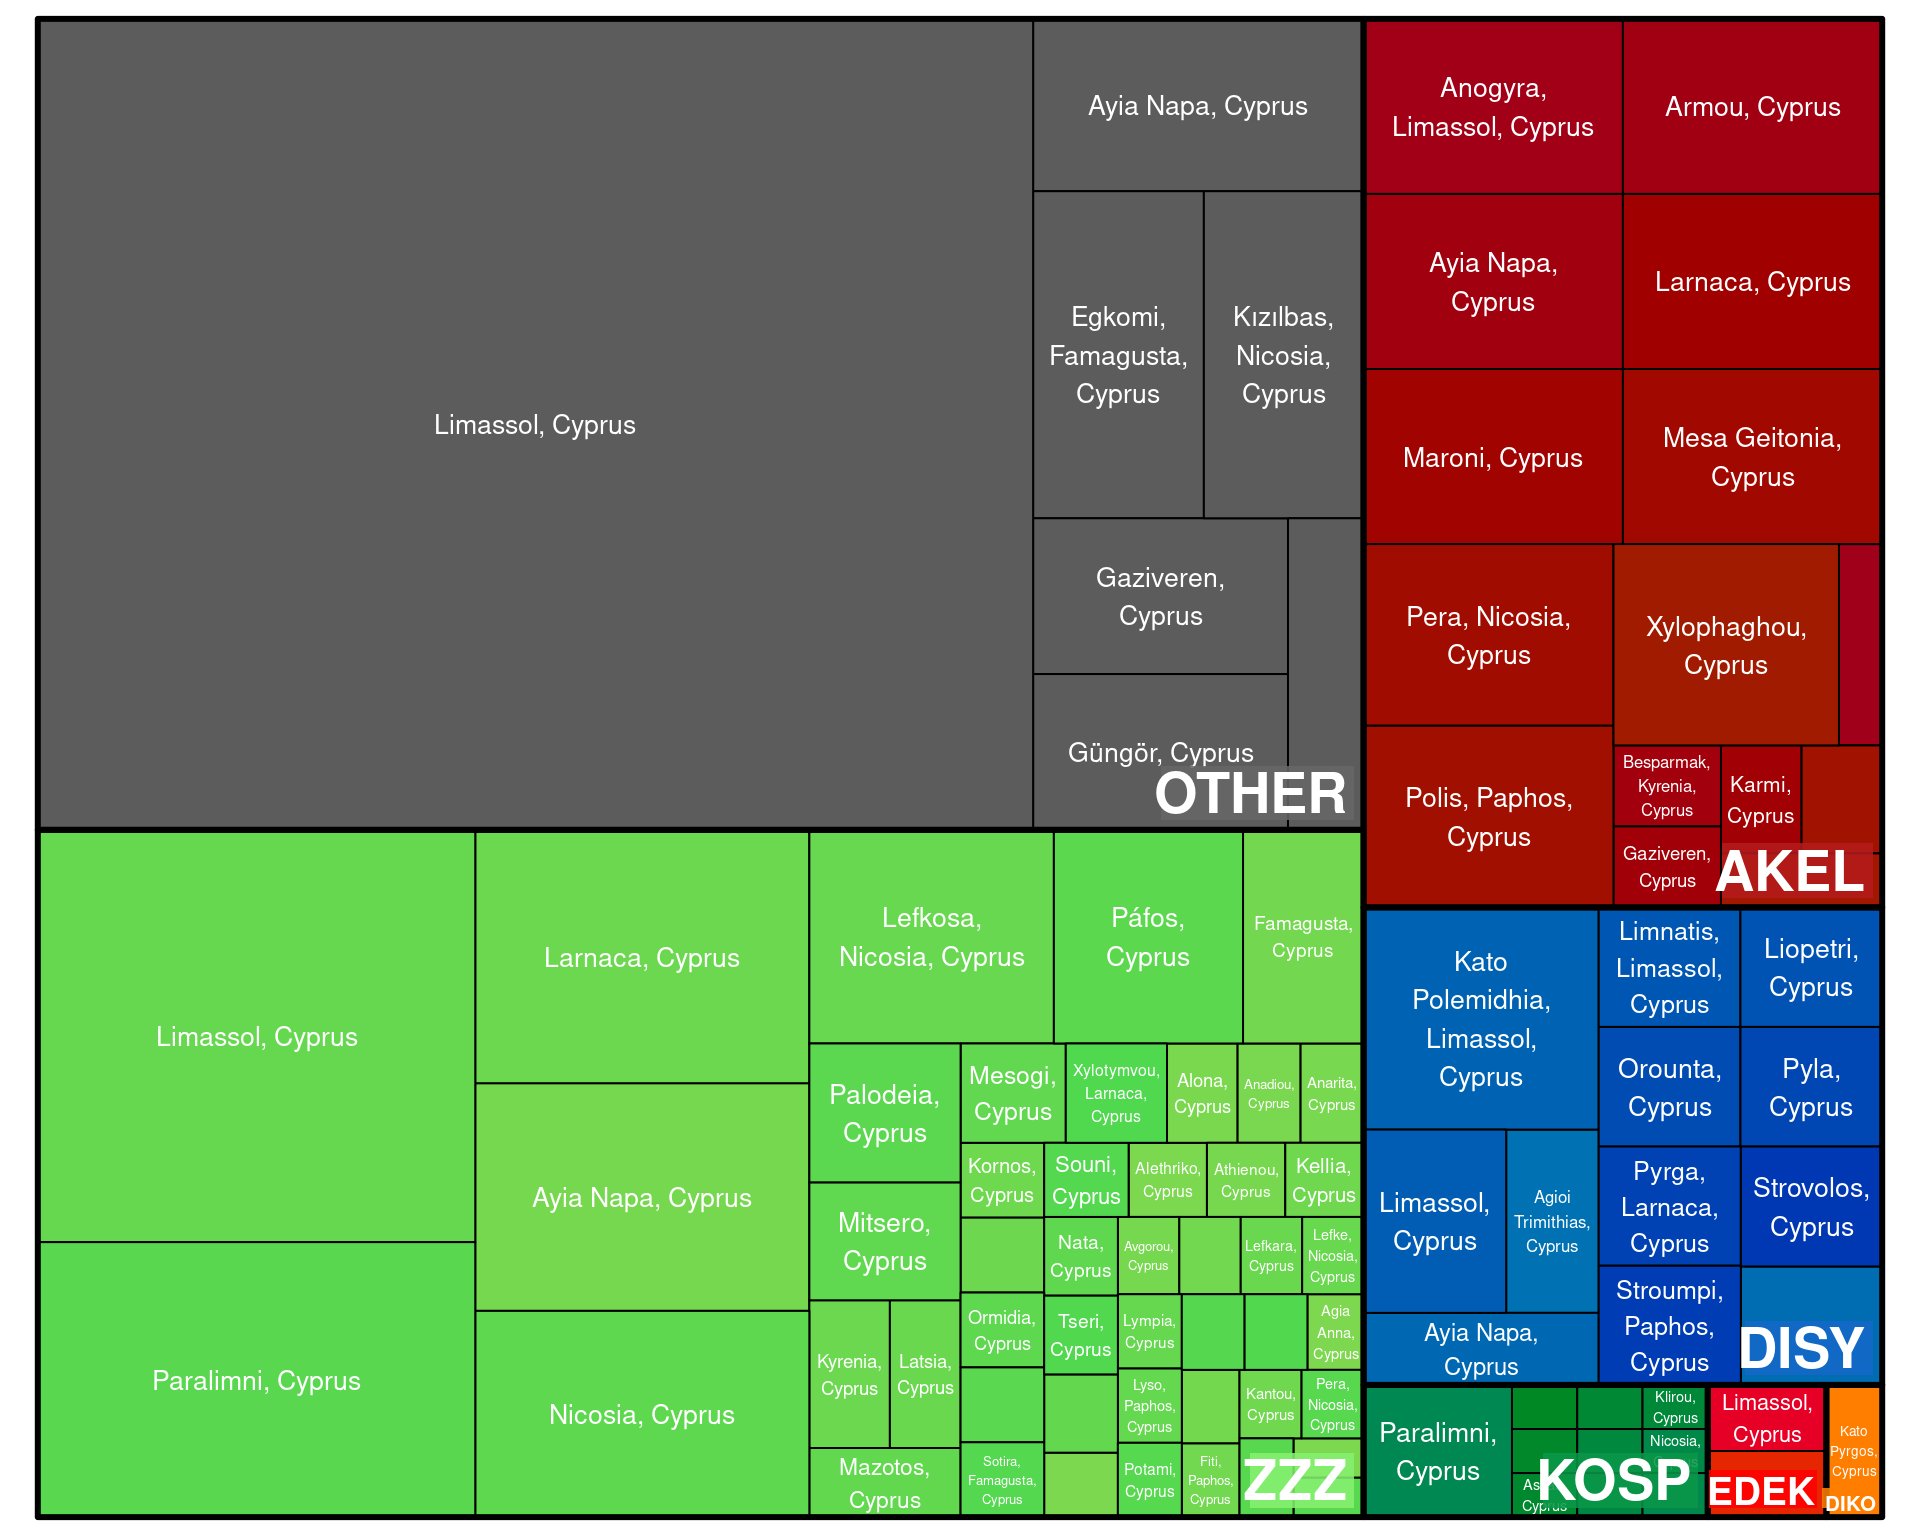 Limassol, Cyprus
Ayia Napa, Cyprus
Egkomi,
Famagusta,
Cyprus
Kızılbas,
Nicosia,
Cyprus
Gaziveren,
Cyprus
Güngör, Cyprus
OTHER
Anogyra,
Limassol, Cyprus
Armou, Cyprus
Ayia Napa,
Cyprus
Larnaca, Cyprus
Maroni, Cyprus
Mesa Geitonia,
Cyprus
Pera, Nicosia,
Cyprus
Xylophaghou,
Cyprus
Polis, Paphos,
Cyprus
Besparmak,
Kyrenia,
Cyprus
Karmi,
Cyprus
Gaziveren,
Cyprus
AKEL
Limassol, Cyprus
Paralimni, Cyprus
Larnaca, Cyprus
Ayia Napa, Cyprus
Nicosia, Cyprus
Lefkosa,
Nicosia, Cyprus
Páfos,
Cyprus
Famagusta,
Cyprus
Palodeia,
Cyprus
Mitsero,
Cyprus
Kyrenia,
Cyprus
Latsia,
Cyprus
Mazotos,
Cyprus
Mesogi,
Cyprus
Xylotymvou,
Larnaca,
Cyprus
Alona,
Cyprus
Anadiou,
Cyprus
Anarita,
Cyprus
Kornos,
Cyprus
Souni,
Cyprus
Alethriko,
Cyprus
Athienou,
Cyprus
Kellia,
Cyprus
Nata,
Cyprus
Avgorou,
Cyprus
Lefkara,
Cyprus
Lefke,
Nicosia,
Cyprus
Ormidia,
Cyprus
Tseri,
Cyprus
Lympia,
Cyprus
Agia
Anna,
Cyprus
Lyso,
Paphos,
Cyprus
Kantou,
Cyprus
Pera,
Nicosia,
Cyprus
Sotira,
Famagusta,
Cyprus
Potami,
Cyprus
Fiti,
Paphos,
Cyprus
ZZZ
Kato
Polemidhia,
Limassol,
Cyprus
Limnatis,
Limassol,
Cyprus
Liopetri,
Cyprus
Orounta,
Cyprus
Pyla,
Cyprus
Limassol,
Cyprus
Agioi
Trimithias,
Cyprus
Pyrga,
Larnaca,
Cyprus
Strovolos,
Cyprus
Ayia Napa,
Cyprus
Stroumpi,
Paphos,
Cyprus
DISY
Paralimni,
Cyprus
Klirou,
Cyprus
Nicosia,
Cyprus
KOSP
Limassol,
Cyprus
EDEK
Kato
Pyrgos,
Cyprus
DIKO